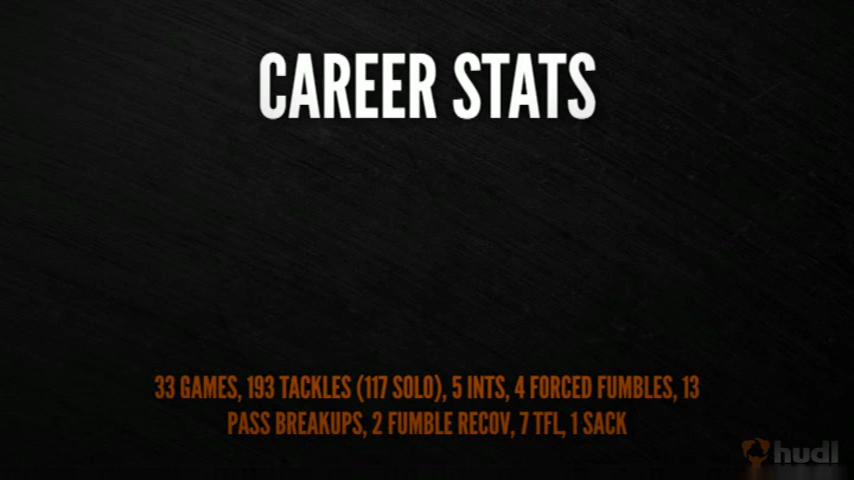 CAREER STATS
33 GAMES, 193 TACKLES (117 SOLO), 5 INTS, 4 FORCED FUMBLES, 13
PASS BREAKUPS, 2 FUMBLE RECOV, 7 TFL, 1 SACK
hudl